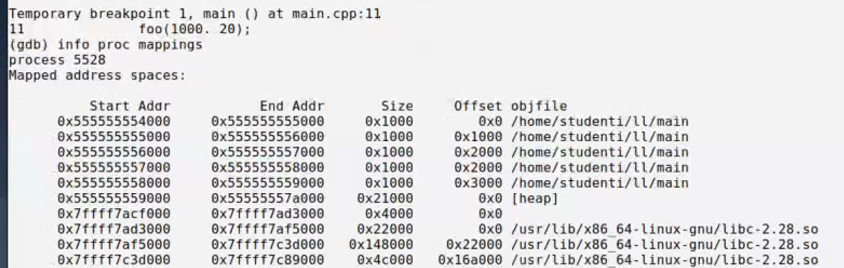 Temporary breakpoint 1, main () at main.cpp:11
11 foo(1000. 20);
(gdb) info proc mappings
process 5528
Mapped address spaces:
Start Addr End Addr Size Offset objfile
0x555555554000 0x555555555000 0x1000 0x0 /home/studenti/ll/main
0x555555555000 0x555555556000 0x1000 0x1000 /home/studenti/ll/main
0x555555556000 0x555555557000 0x1000 0x2000 /home/studenti/ll/main
0x555555557000 0x555555558000 0x1000 0x2000 /home/studenti/ll/main
0x555555558000 0x555555559000 0x1000 0x3000 /home/studenti/ll/main
0x555555559000 0x55555557a000 0x21000 0x0 [heap]
0x7ffff7acf000 0x7ffff7ad3000 0x4000 0x0
0x7ffff7ad3000 0x7ffff7af5000 0x22000 0x0 /usr/lib/x86_64-linux-gnu/libc-2.28.so
0x7ffff7af5000 0x7ffff7c3d000 0x148000 0x22000 /usr/lib/x86_64-linux-gnu/libc-2.28.so
0x7ffff7c3d000 0x7ffff7c89000 0x4c000 0x16a000 /usr/lib/x86_64-linux-gnu/libc-2.28.so